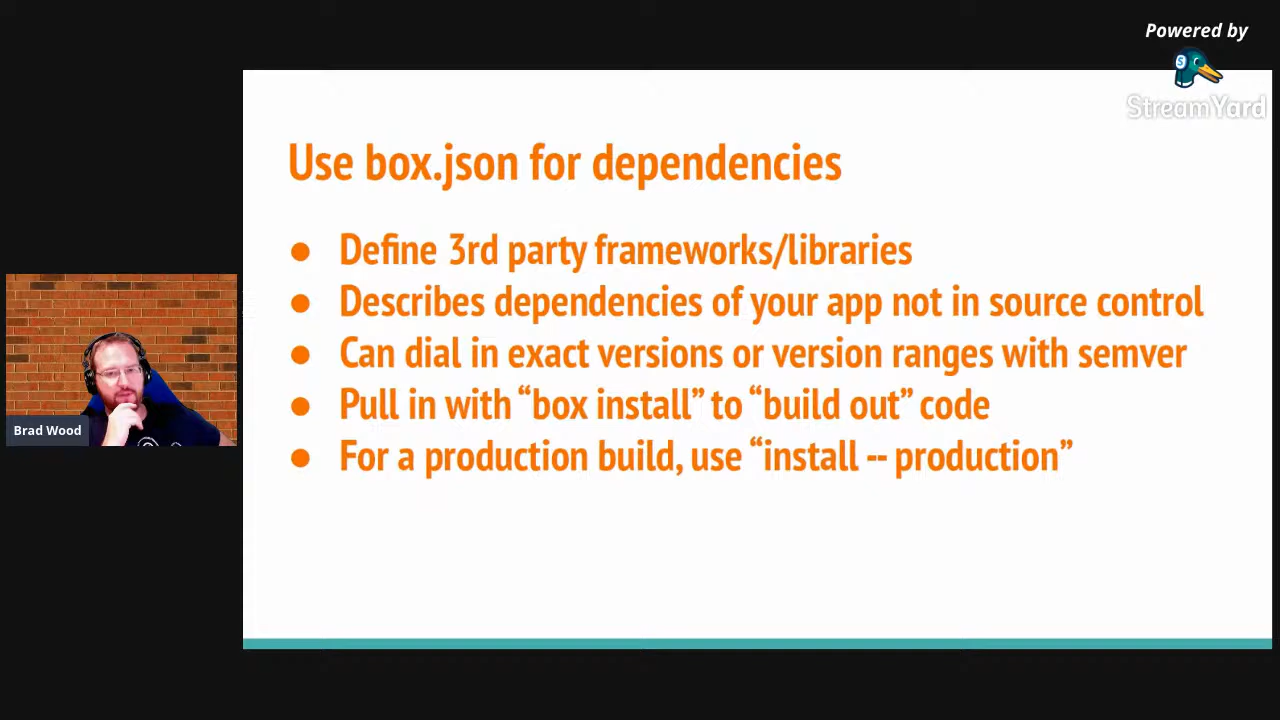 Powered by
StreamYard
Use box.json for dependencies
● Define 3rd party frameworks/libraries
● Describes dependencies of your app not in source control
● Can dial in exact versions or version ranges with semver
● Pull in with “box install” to “build out” code
● For a production build, use “install -- production”
Brad Wood